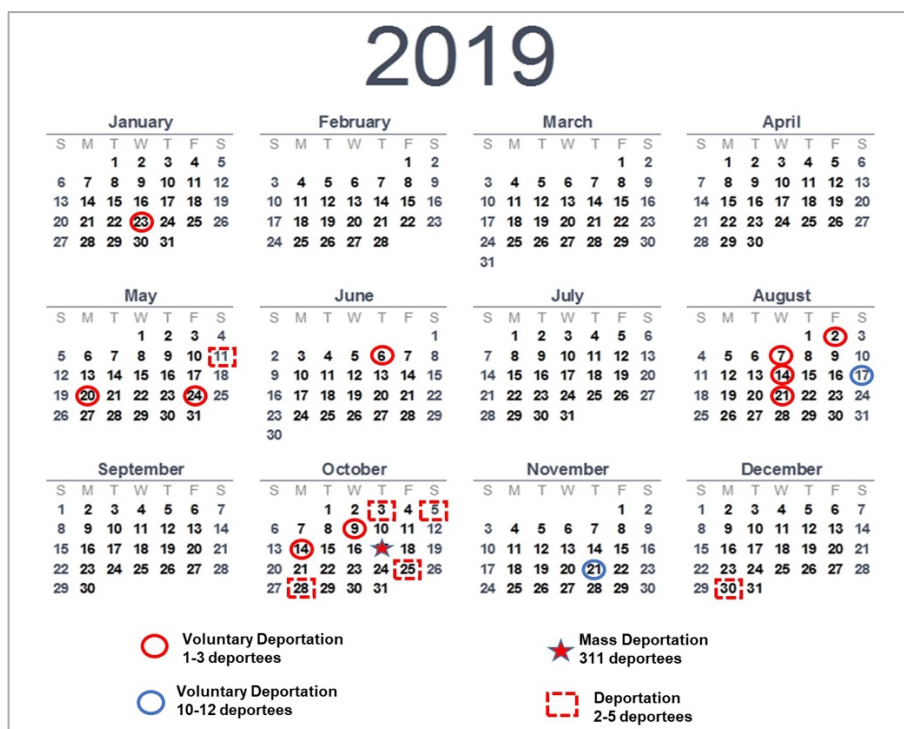 2019
January February March April
S M T W T F S S M T W T F S S M T W T F S S M T W T F S
1 2 3 4 5 1 2 1 2 1 2 3 4 5 6
6 7 8 9 10 11 12 3 4 5 6 7 8 9 3 4 5 6 7 8 9 7 8 9 10 11 12 13
13 14 15 16 17 18 19 10 11 12 13 14 15 16 10 11 12 13 14 15 16 14 15 16 17 18 19 20
20 21 22 23 24 25 26 17 18 19 20 21 22 23 17 18 19 20 21 22 23 21 22 23 24 25 26 27
27 28 29 30 31 24 25 26 27 28 24 25 26 27 28 29 30 28 29 30
31
May June July August
S M T W T F S S M T W T F S S M T W T F S S M T W T F S
1 2 3 4 1 1 2 3 4 5 6 1 2 3
5 6 7 8 9 10 11 2 3 4 5 6 7 8 7 8 9 10 11 12 13 4 5 6 7 8 9 10
12 13 14 15 16 17 18 9 10 11 12 13 14 15 14 15 16 17 18 19 20 11 12 13 14 15 16 17
19 20 21 22 23 24 25 16 17 18 19 20 21 22 21 22 23 24 25 26 27 18 19 20 21 22 23 24
26 27 28 29 30 31 23 24 25 26 27 28 29 28 29 30 31 25 26 27 28 29 30 31
30
September October November December
S M T W T F S S M T W T F S S M T W T F S S M T W T F S
1 2 3 4 5 6 7 1 2 3 4 5 1 2 1 2 3 4 5 6 7
8 9 10 11 12 13 14 6 7 8 9 10 11 12 3 4 5 6 7 8 9 8 9 10 11 12 13 14
15 16 17 18 19 20 21 13 14 15 16 18 19 10 11 12 13 14 15 16 15 16 17 18 19 20 21
22 23 24 25 26 27 28 20 21 22 23 24 25 26 17 18 19 20 21 22 23 22 23 24 25 26 27 28
29 30 27 28 29 30 31 24 25 26 27 28 29 30 29 30 31
Voluntary Deportation
1-3 deportees
Mass Deportation
311 deportees
Voluntary Deportation
10-12 deportees
Deportation
2-5 deportees